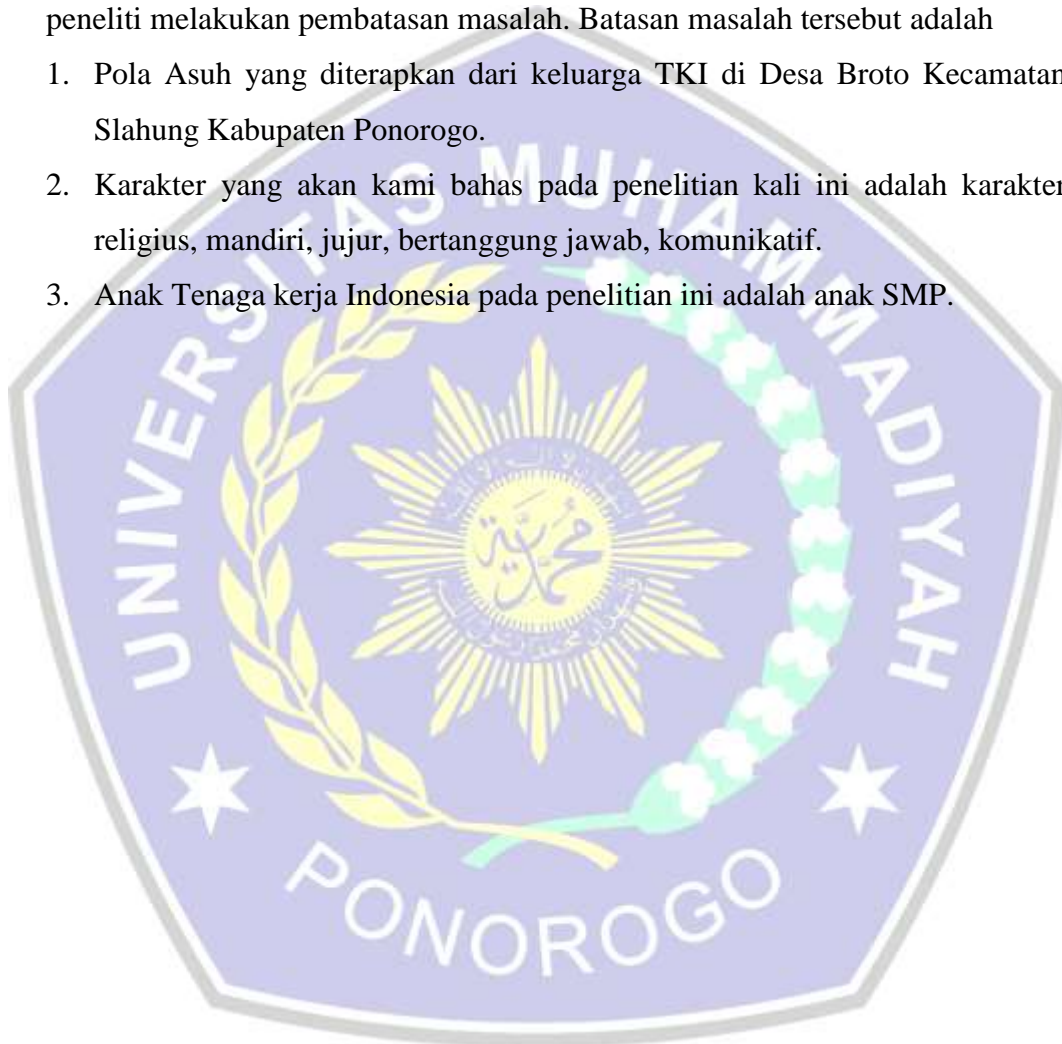 peneliti melakukan pembatasan masalah. Batasan masalah tersebut adalah
1. Pola Asuh yang diterapkan dari keluarga TKI di Desa Broto Kecamatan
Slahung Kabupaten Ponorogo.
2. Karakter yang akan kami bahas pada penelitian kali ini adalah karakter
religius, mandiri, jujur, bertanggung jawab, komunikatif.
3. Anak Tenaga kerja Indonesia pada penelitian ini adalah anak SMP.
UNIVERSITAS MUHAMMADIYAH
PONOROGO